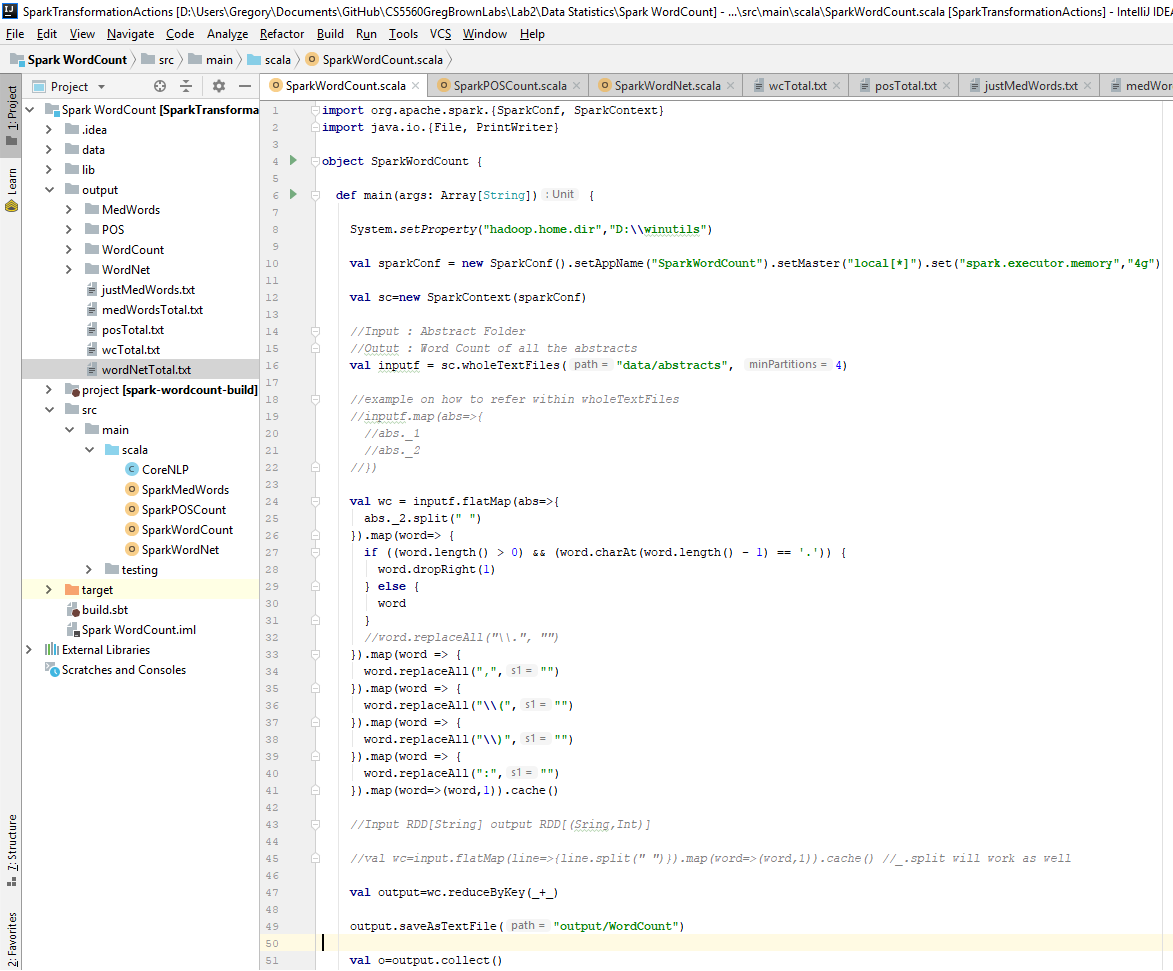 SparkTransformationActions [D:\Users\Gregory\Documents\GitHub\CS5560GregBrownLabs\Lab2\Data Statistics\Spark WordCount] - ...\src\main\scala\SparkWordCount.scala [SparkTransformationActions] - IntelliJ IDEA
File Edit View Navigate Code Analyze Refactor Build Run Tools VCS Window Help
Spark WordCount src main scala SparkWordCount.scala
Project
SparkWordCount.scala SparkPOSCount.scala SparkWordNet.scala wcTotal.txt posTotal.txt justMedWords.txt medWor
1: Project
Learn
7: Structure
2: Favorites
Spark WordCount [SparkTransforma
.idea
data
lib
output
MedWords
POS
WordCount
WordNet
justMedWords.txt
medWordsTotal.txt
posTotal.txt
wcTotal.txt
wordNetTotal.txt
project [spark-wordcount-build]
src
main
scala
CoreNLP
SparkMedWords
SparkPOSCount
SparkWordCount
SparkWordNet
testing
target
build.sbt
Spark WordCount.iml
External Libraries
Scratches and Consoles
1 import org.apache.spark.{SparkConf, SparkContext}
2 import java.io.{File, PrintWriter}
3
4 object SparkWordCount {
5
6 def main(args: Array[String]) : Unit {
7
8 System.setProperty("hadoop.home.dir","D:\\winutils")
9
10 val sparkConf = new SparkConf().setAppName("SparkWordCount").setMaster("local[*]").set("spark.executor.memory","4g")
11
12 val sc=new SparkContext(sparkConf)
13
14 //Input : Abstract Folder
15 //Outut : Word Count of all the abstracts
16 val inputf = sc.wholeTextFiles( path = "data/abstracts", minPartitions = 4)
17
18 //example on how to refer within wholeTextFiles
19 //inputf.map(abs=>{
20 //abs._1
21 //abs._2
22 //})
23
24 val wc = inputf.flatMap(abs=>{
25 abs._2.split(" ")
26 }).map(word=> {
27 if ((word.length() > 0) && (word.charAt(word.length() - 1) == '.')) {
28 word.dropRight(1)
29 } else {
30 word
31 }
32 //word.replaceAll("\\.", "")
33 }).map(word => {
34 word.replaceAll(",", s1 = "")
35 }).map(word => {
36 word.replaceAll("\\(", s1 = "")
37 }).map(word => {
38 word.replaceAll("\\)", s1 = "")
39 }).map(word => {
40 word.replaceAll(":", s1 = "")
41 }).map(word=>(word,1)).cache()
42
43 //Input RDD[String] output RDD[(Sring,Int)]
44
45 //val wc=input.flatMap(line=>{line.split(" ")}).map(word=>(word,1)).cache() //_.split will work as well
46
47 val output=wc.reduceByKey(_+_)
48
49 output.saveAsTextFile( path = "output/WordCount")
50
51 val o=output.collect()